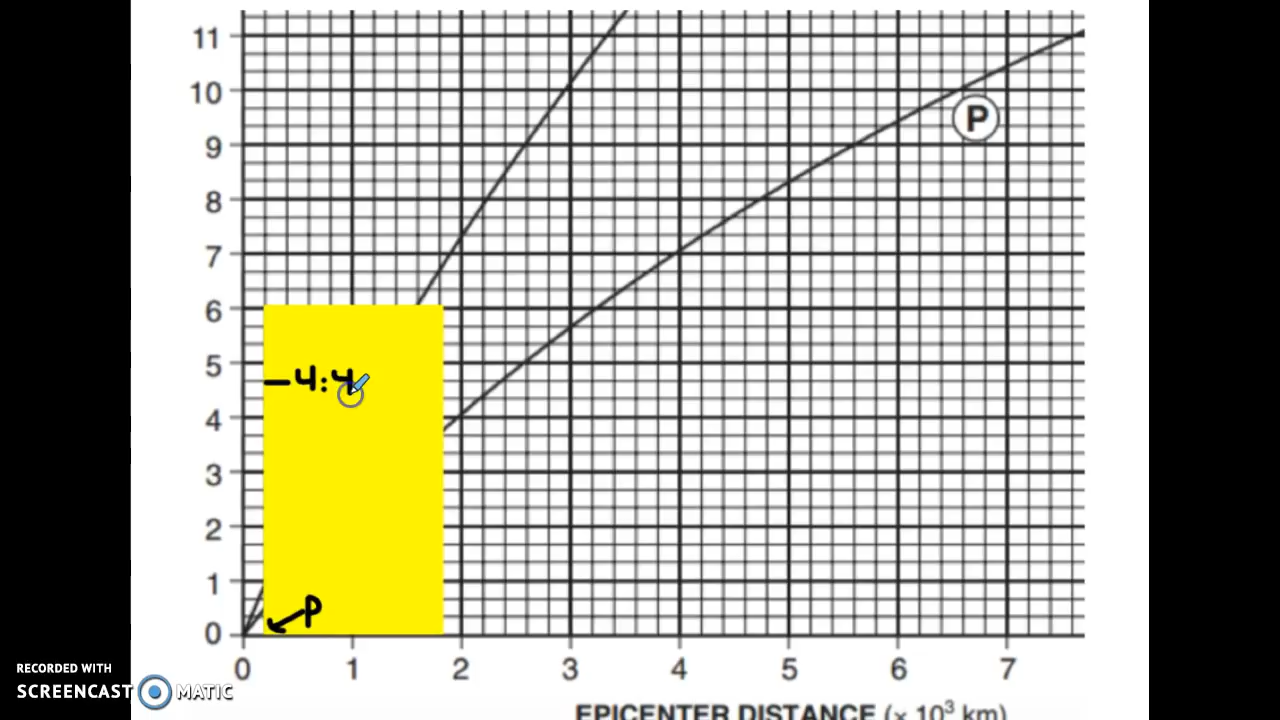 11
10
P
9
8
7
6
5
-4:4
4
3
2
1
P
0
0 1 2 3 4 5 6 7
EPICENTER DISTANCE (× 10³ km)
RECORDED WITH
SCREENCAST MATIC